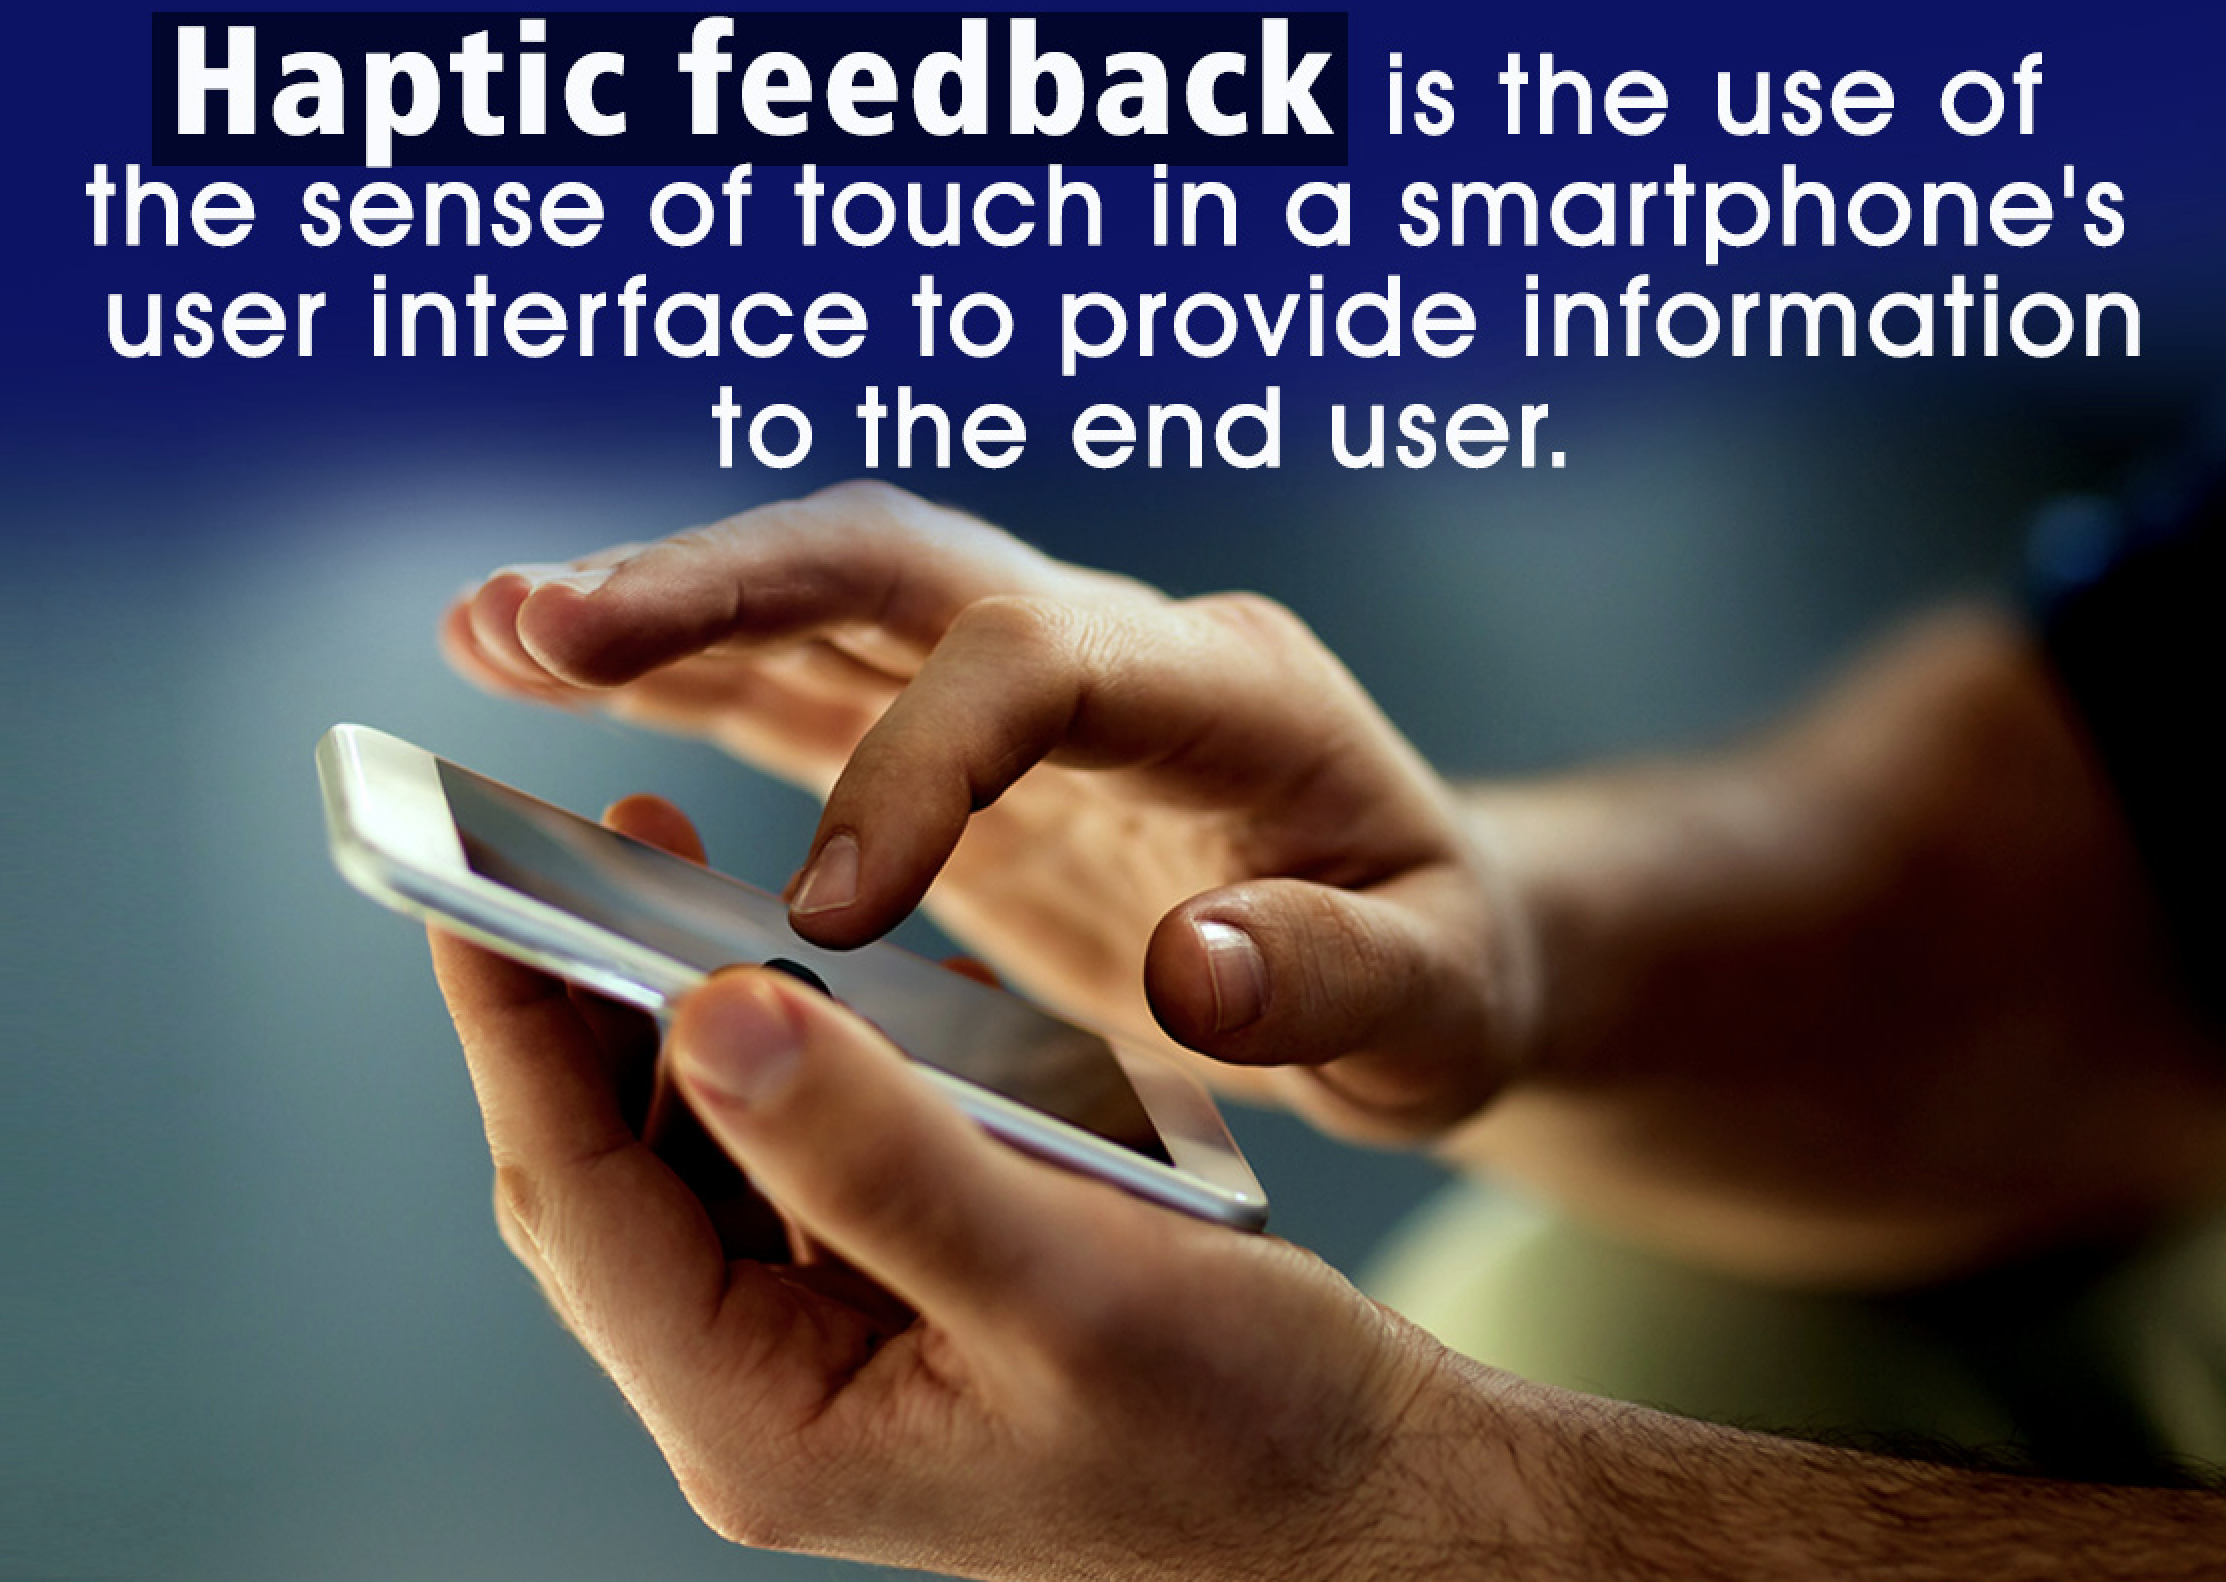 Haptic feedback is the use of
the sense of touch in a smartphone's
user interface to provide information
to the end user.